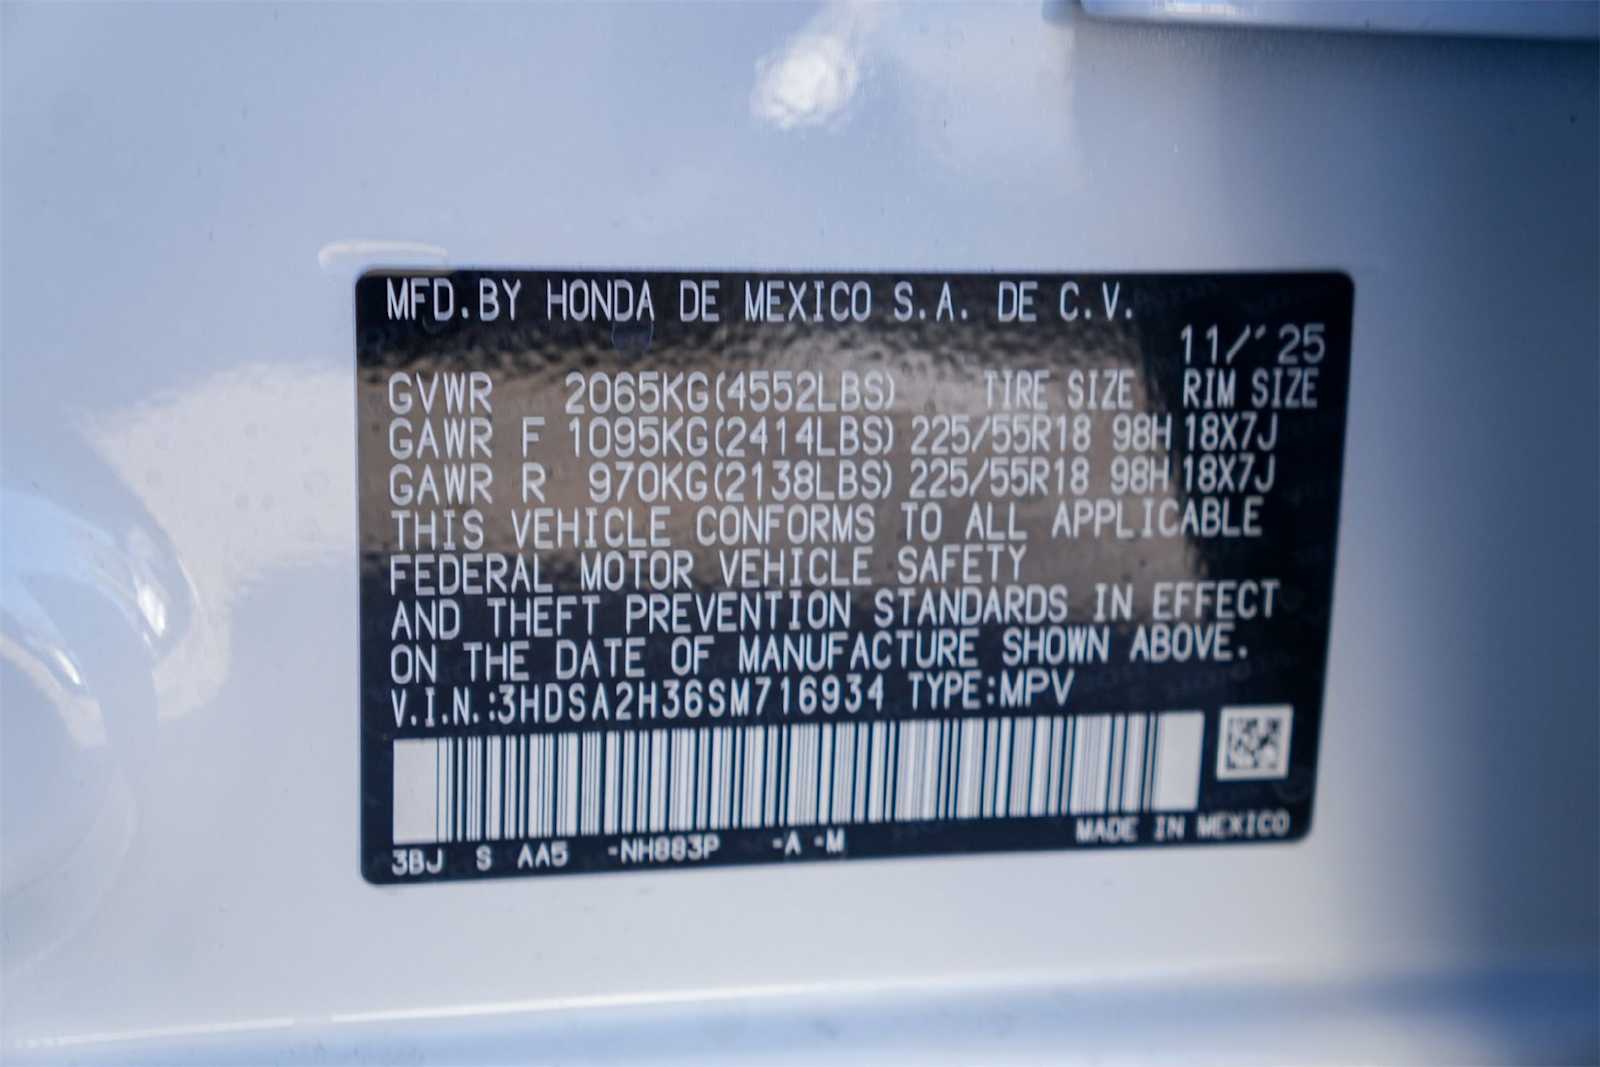 MFD.BY HONDA DE MEXICO S.A. DE C.V.
11/'25
GVWR 2065KG(4552LBS) TIRE SIZE RIM SIZE
GAWR F 1095KG(2414LBS) 225/55R18 98H 18X7J
GAWR R 970KG(2138LBS) 225/55R18 98H 18X7J
THIS VEHICLE CONFORMS TO ALL APPLICABLE
FEDERAL MOTOR VEHICLE SAFETY
AND THEFT PREVENTION STANDARDS IN EFFECT
ON THE DATE OF MANUFACTURE SHOWN ABOVE.
V.I.N.:3HDSA2H36SM716934 TYPE:MPV
3BJ S AA5 -NH883P -A -M MADE IN MEXICO